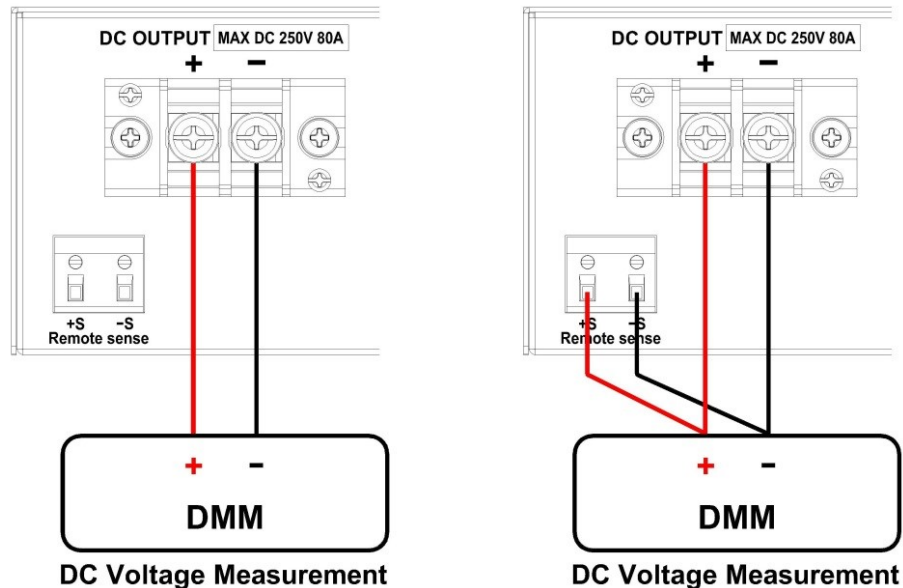 DC OUTPUT MAX DC 250V 80A
+ −
+S −S
Remote sense
+ −
DMM
DC Voltage Measurement
DC OUTPUT MAX DC 250V 80A
+ −
+S −S
Remote sense
+ −
DMM
DC Voltage Measurement